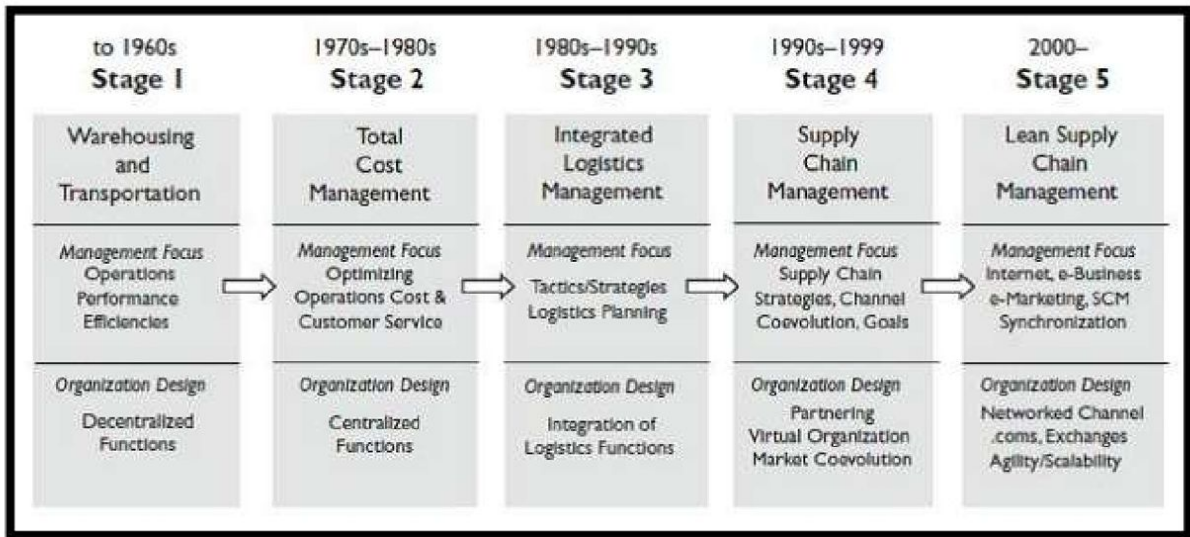 to 1960s
Stage 1
Warehousing
and
Transportation
Management Focus
Operations
Performance
Efficiencies
Organization Design
Decentralized
Functions
1970s–1980s
Stage 2
Total
Cost
Management
Management Focus
Optimizing
Operations Cost &
Customer Service
Organization Design
Centralized
Functions
1980s–1990s
Stage 3
Integrated
Logistics
Management
Management Focus
Tactics/Strategies
Logistics Planning
Organization Design
Integration of
Logistics Functions
1990s–1999
Stage 4
Supply
Chain
Management
Management Focus
Supply Chain
Strategies, Channel
Coevolution, Goals
Organization Design
Partnering
Virtual Organization
Market Coevolution
2000–
Stage 5
Lean Supply
Chain
Management
Management Focus
Internet, e-Business
e-Marketing, SCM
Synchronization
Organization Design
Networked Channel
.coms, Exchanges
Agility/Scalability